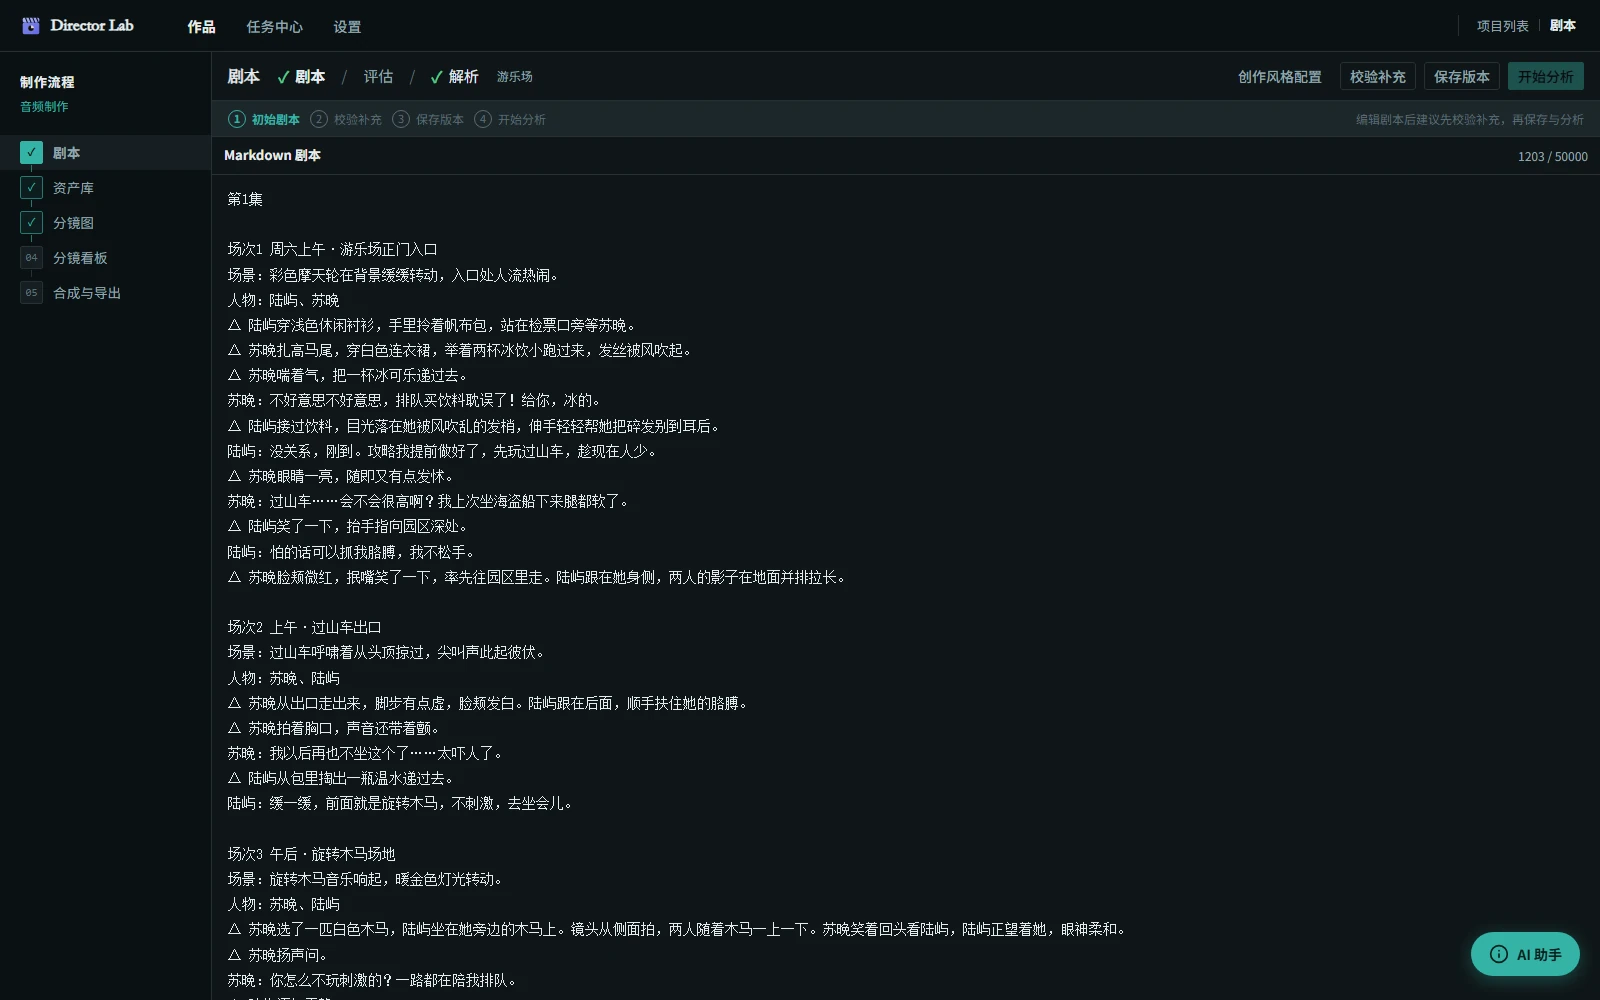 Director Lab
作品
任务中心
设置
项目列表
剧本
制作流程
音频制作
剧本
资产库
分镜图
04 分镜看板
05 合成与导出
剧本
剧本 / 评估 / 解析
游乐场
创作风格配置
校验补充
保存版本
开始分析
1 初始剧本 2 校验补充 3 保存版本 4 开始分析
编辑剧本后建议先校验补充，再保存与分析
Markdown 剧本
1203 / 50000
第1集
场次1 周六上午·游乐场正门入口
场景：彩色摩天轮在背景缓缓转动，入口处人流热闹。
人物：陆屿、苏晚
△ 陆屿穿浅色休闲衬衫，手里拎着帆布包，站在检票口旁等苏晚。
△ 苏晚扎高马尾，穿白色连衣裙，举着两杯冰饮小跑过来，发丝被风吹起。
△ 苏晚喘着气，把一杯冰可乐递过去。
苏晚：不好意思不好意思，排队买饮料耽误了！给你，冰的。
△ 陆屿接过饮料，目光落在她被风吹乱的发梢，伸手轻轻帮她把碎发别到耳后。
陆屿：没关系，刚到。攻略我提前做好了，先玩过山车，趁现在人少。
△ 苏晚眼睛一亮，随即又有点发怵。
苏晚：过山车……会不会很高啊？我上次坐海盗船下来腿都软了。
△ 陆屿笑了一下，抬手指向园区深处。
陆屿：怕的话可以抓我胳膊，我不松手。
△ 苏晚脸颊微红，抿嘴笑了一下，率先往园区里走。陆屿跟在她身侧，两人的影子在地面并排拉长。
场次2 上午·过山车出口
场景：过山车呼啸着从头顶掠过，尖叫声此起彼伏。
人物：苏晚、陆屿
△ 苏晚从出口走出来，脚步有点虚，脸颊发白。陆屿跟在后面，顺手扶住她的胳膊。
△ 苏晚拍着胸口，声音还带着颤。
苏晚：我以后再也不坐这个了……太吓人了。
△ 陆屿从包里掏出一瓶温水递过去。
陆屿：缓一缓，前面就是旋转木马，不刺激，去坐会儿。
场次3 午后·旋转木马场地
场景：旋转木马音乐响起，暖金色灯光转动。
人物：苏晚、陆屿
△ 苏晚选了一匹白色木马，陆屿坐在她旁边的木马上。镜头从侧面拍，两人随着木马一上一下。苏晚笑着回头看陆屿，陆屿正望着她，眼神柔和。
△ 苏晚扬声问。
苏晚：你怎么不玩刺激的？一路都在陪我排队。
AI 助手